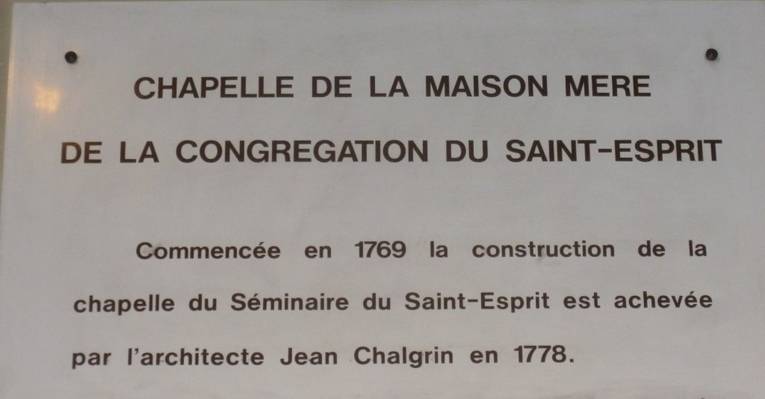 CHAPELLE DE LA MAISON MERE
DE LA CONGREGATION DU SAINT-ESPRIT
Commencée en 1769 la construction de la
chapelle du Séminaire du Saint-Esprit est achevée
par l'architecte Jean Chalgrin en 1778.